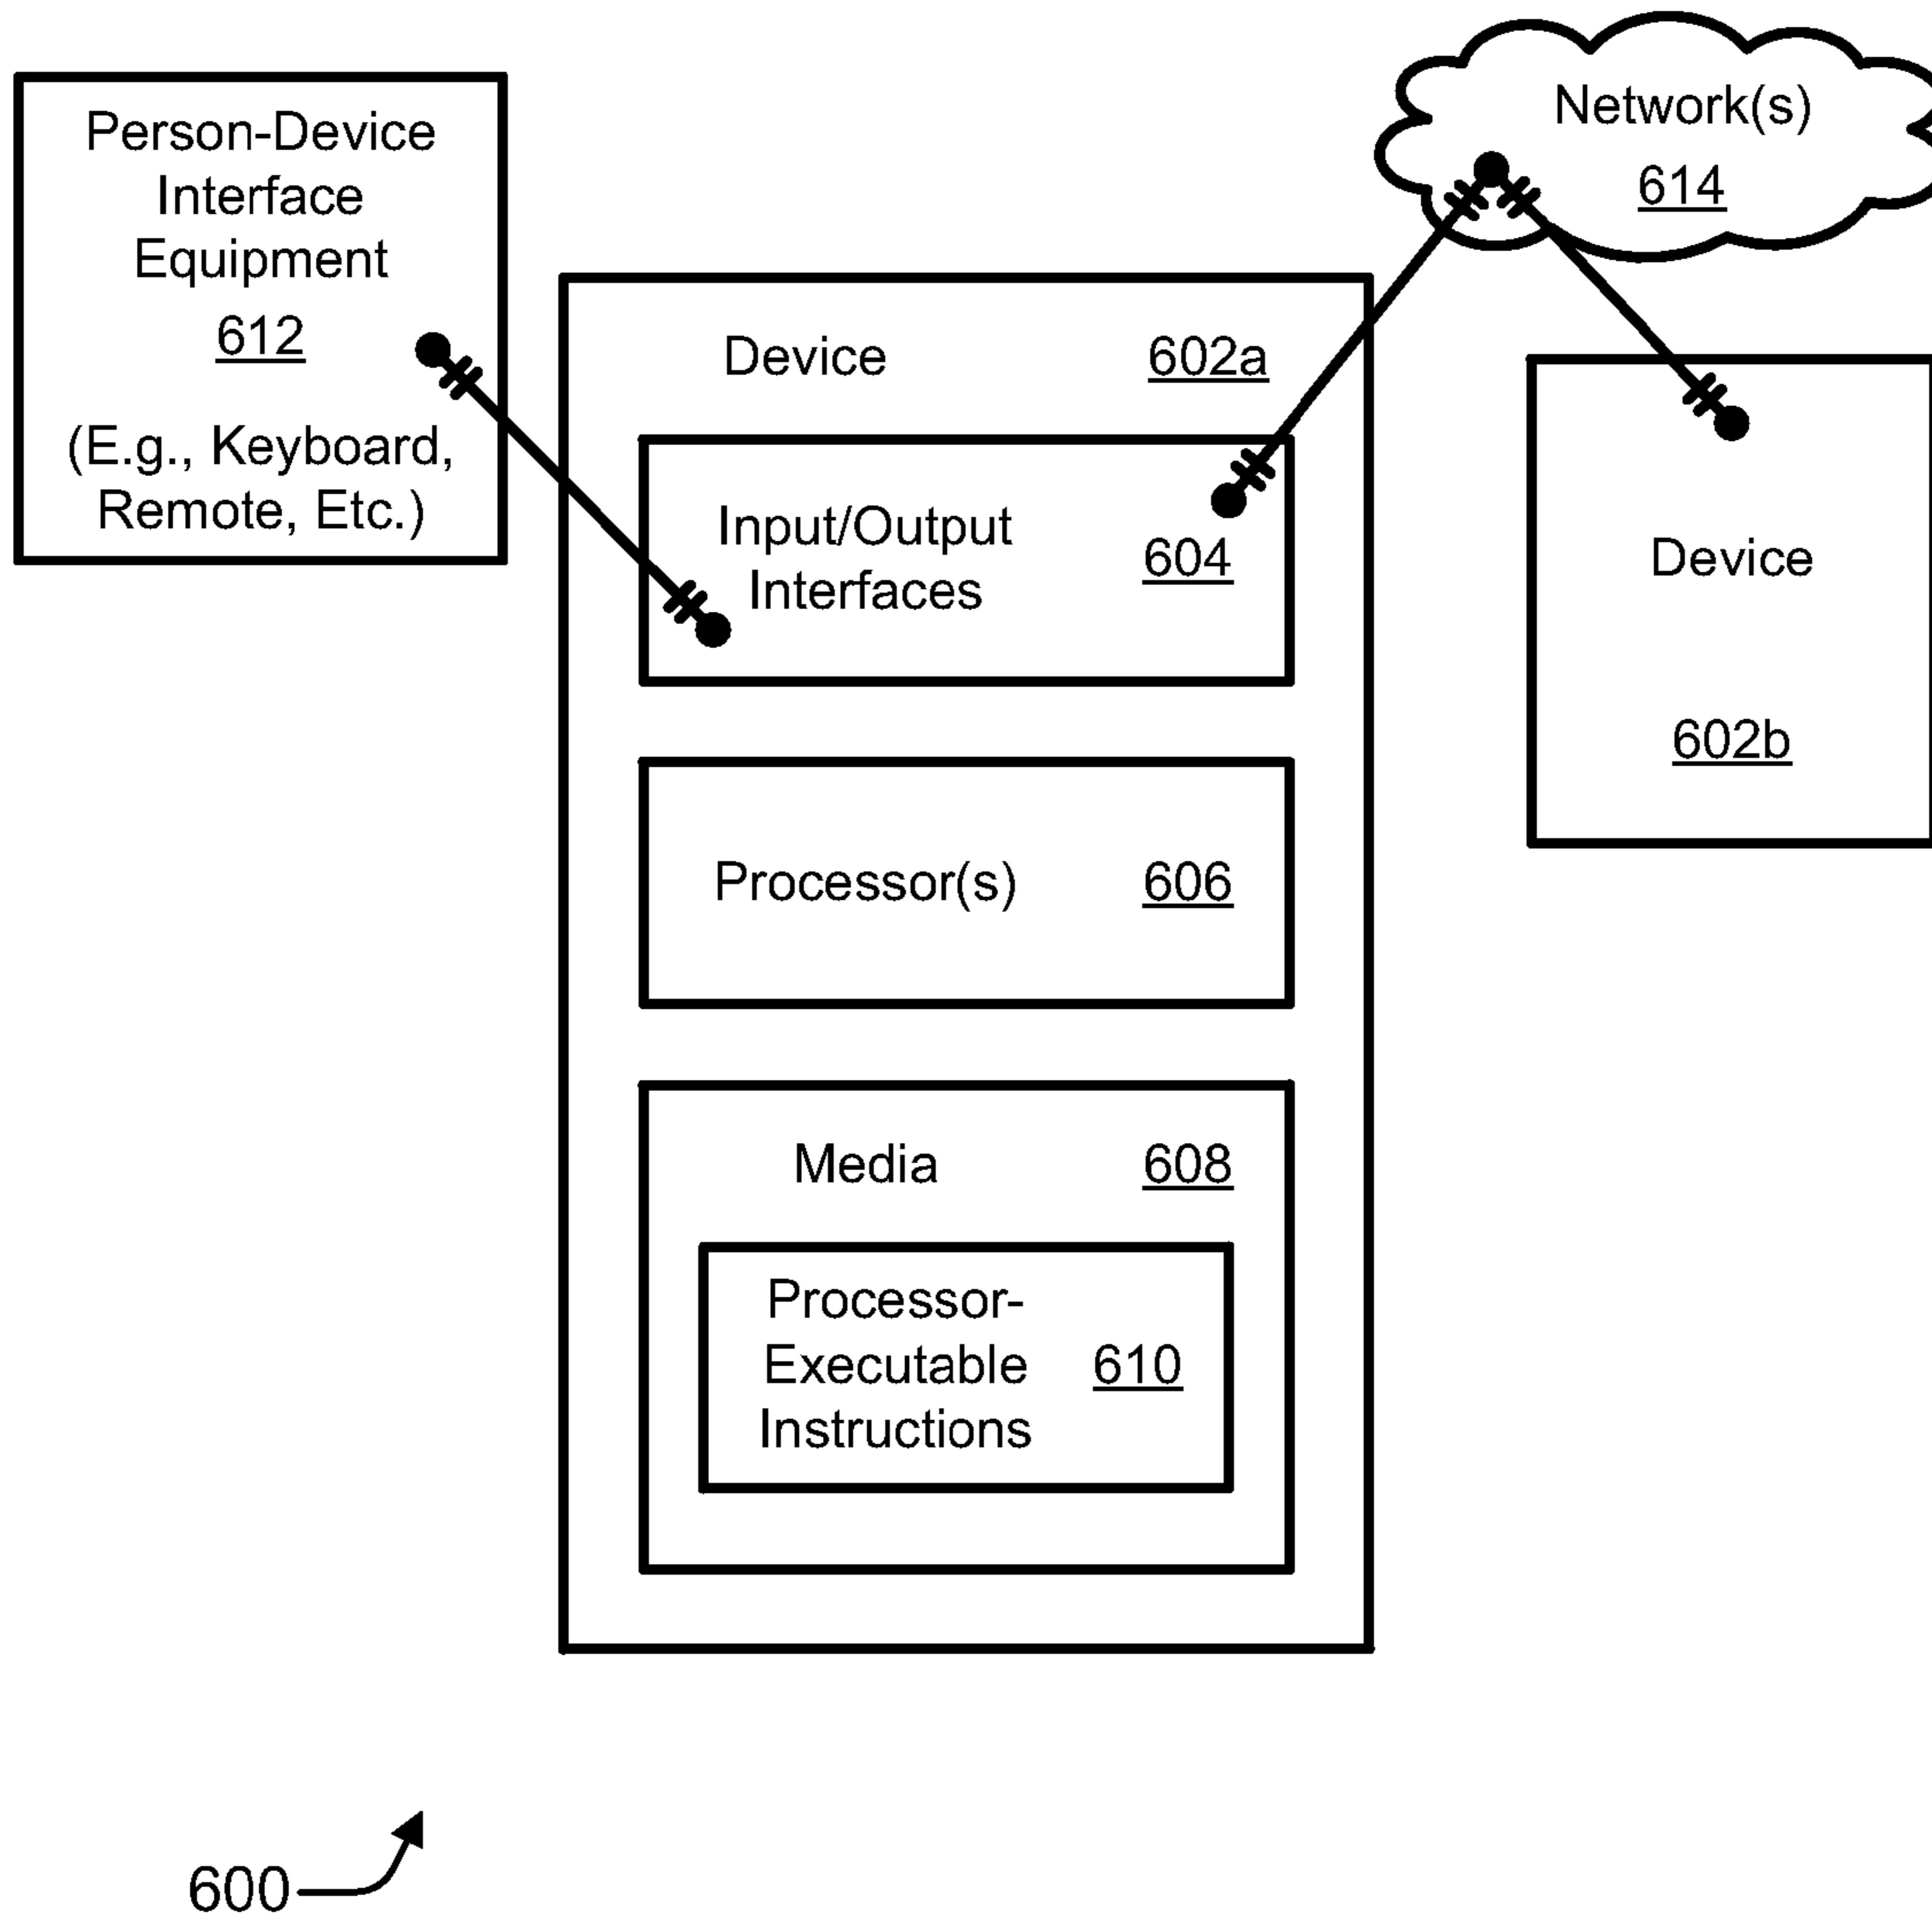 Person-Device
Interface
Equipment
612
(E.g., Keyboard,
Remote, Etc.)
Network(s)
614
Device 602a
Input/Output
Interfaces
604
Processor(s) 606
Media 608
Processor-
Executable
Instructions
610
Device
602b
600